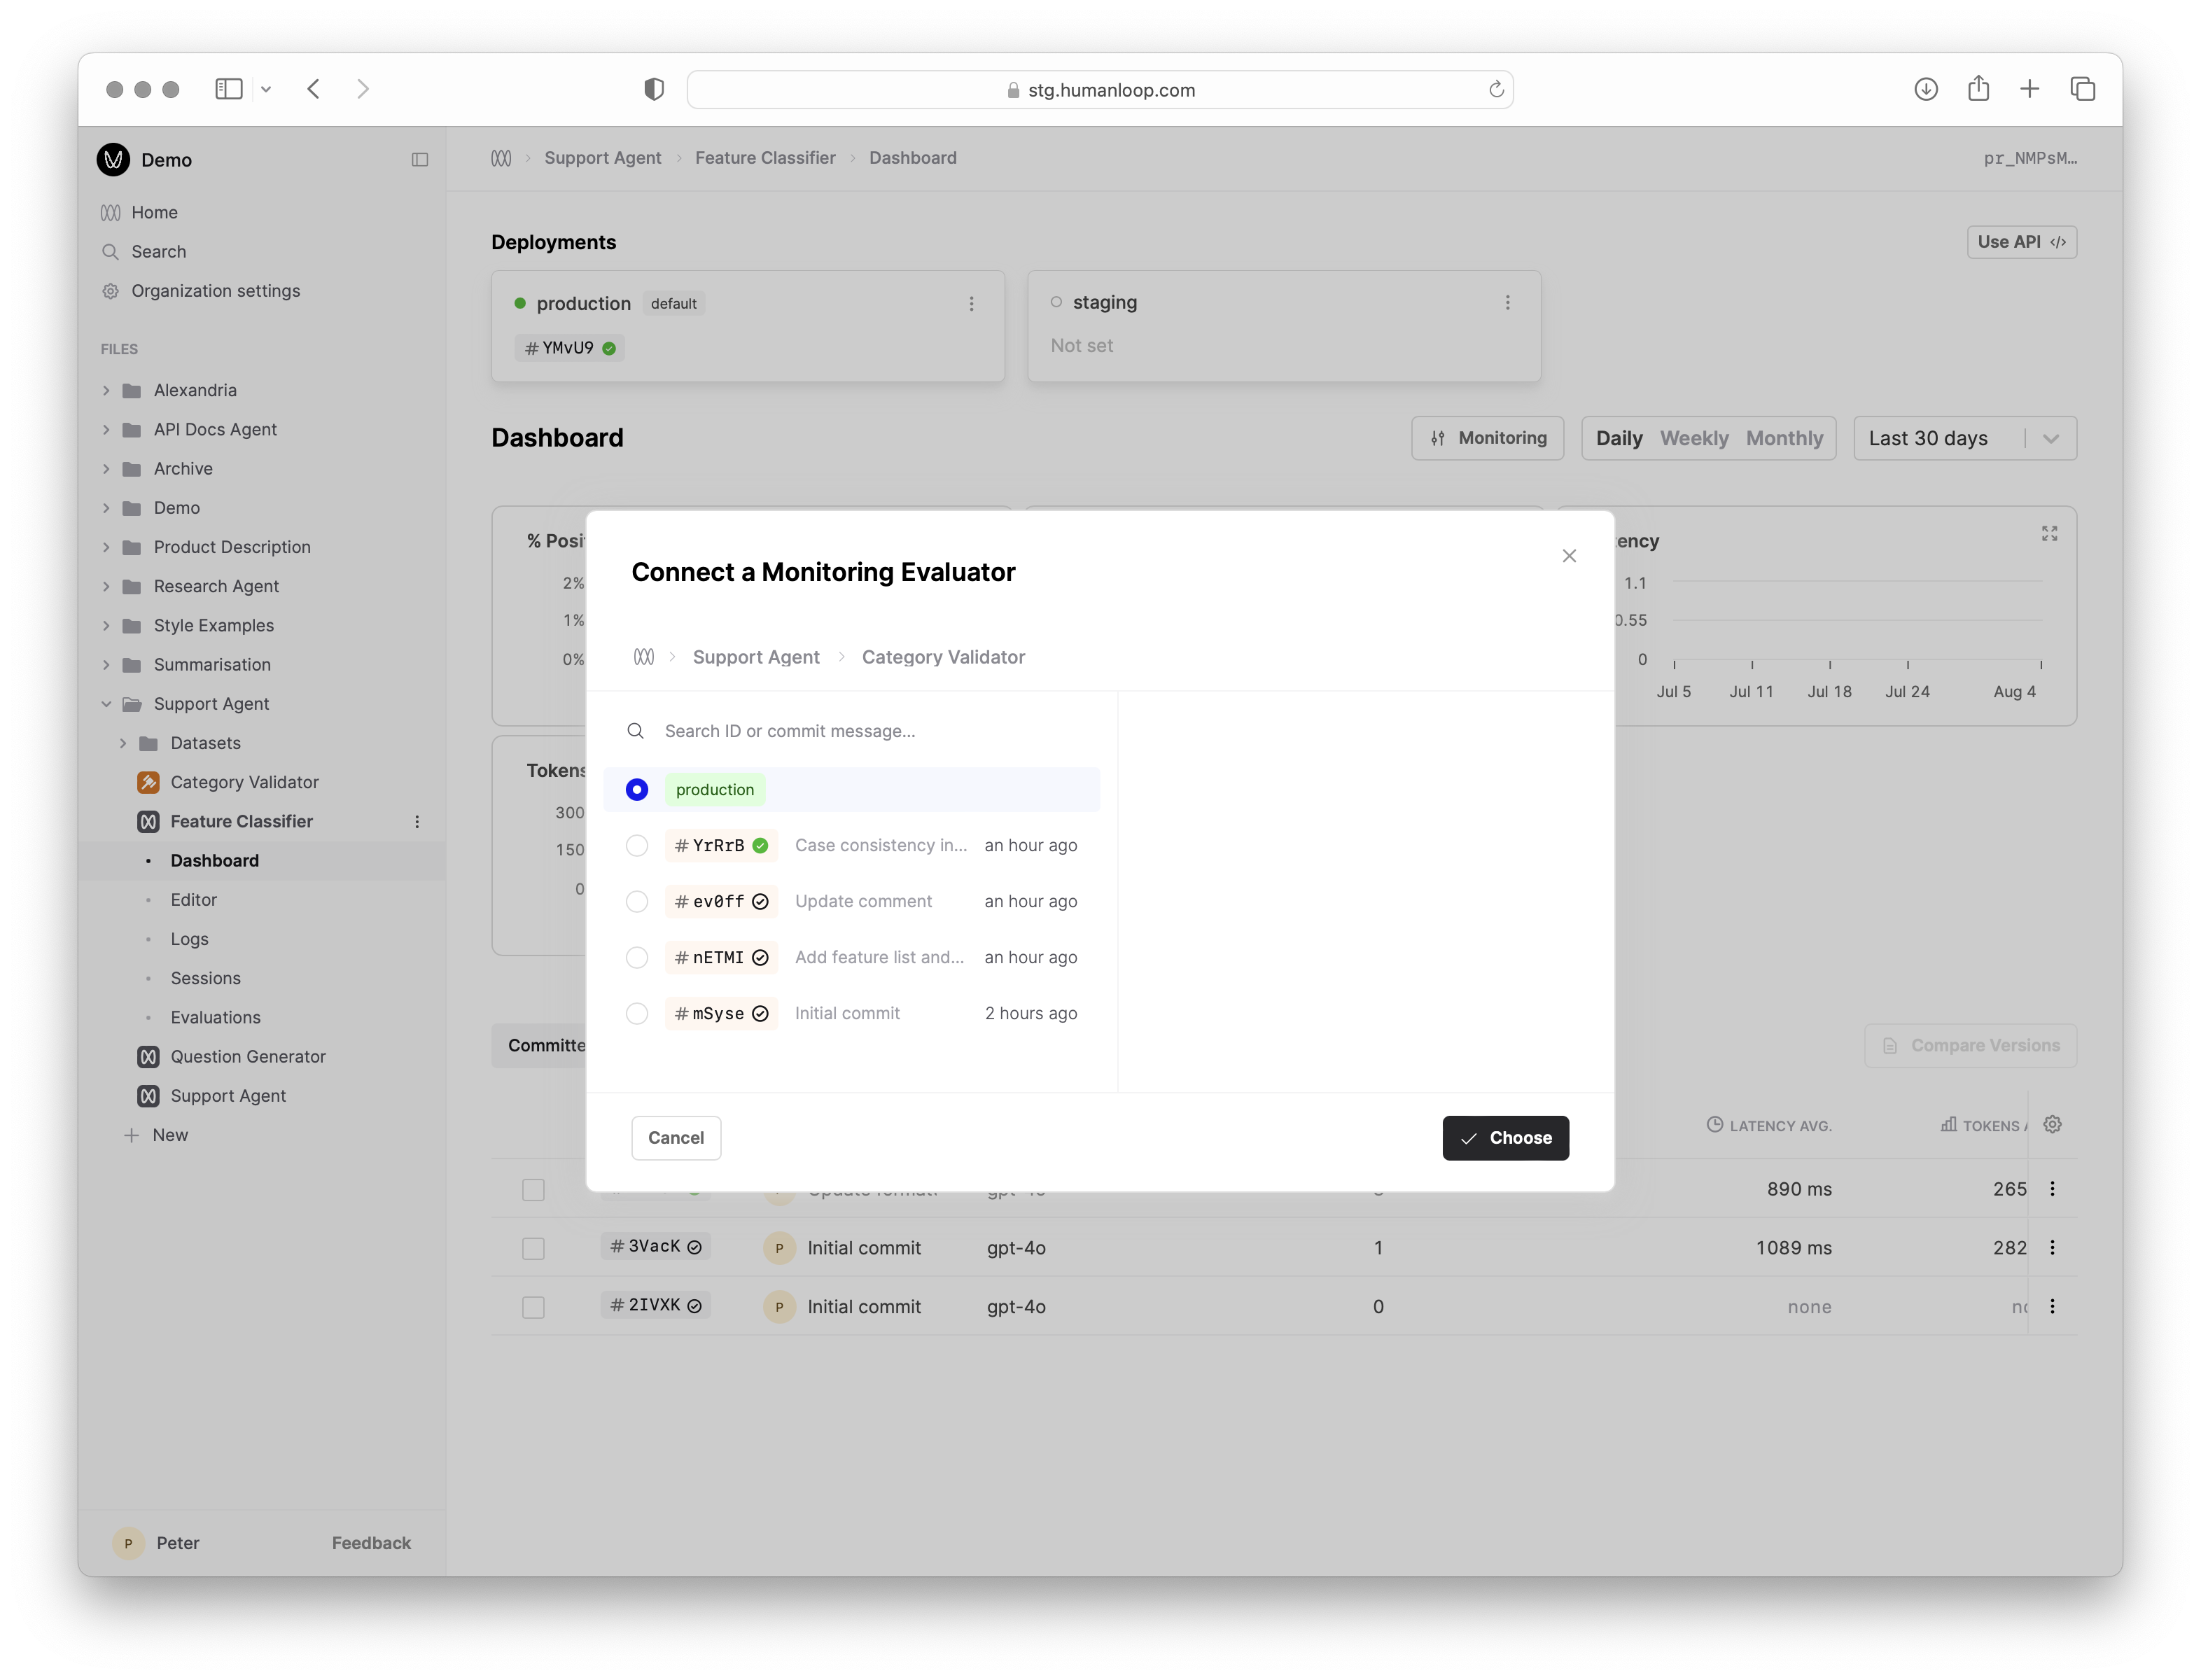 stg.humanloop.com
Demo
Home
Search
Organization settings
FILES
Alexandria
API Docs Agent
Archive
Demo
Product Description
Research Agent
Style Examples
Summarisation
Support Agent
Datasets
Category Validator
Feature Classifier
Dashboard
Editor
Logs
Sessions
Evaluations
Question Generator
Support Agent
New
P Peter Feedback
Support Agent Feature Classifier Dashboard pr_NMPsM…
Deployments Use API </>
production default
#YMvU9
staging
Not set
Dashboard Monitoring Daily Weekly Monthly Last 30 days
% Posi
2%
1%
0%
ency
1.1
0.55
0
Jul 5 Jul 11 Jul 18 Jul 24 Aug 4
Tokens
300
150
0
Connect a Monitoring Evaluator
Support Agent Category Validator
Search ID or commit message...
production
#YrRrB Case consistency in... an hour ago
#ev0ff Update comment an hour ago
#nETMI Add feature list and... an hour ago
#mSyse Initial commit 2 hours ago
Cancel Choose
Committe Compare Versions
LATENCY AVG. TOKENS A
gpt-4o 890 ms 265
#3VacK P Initial commit gpt-4o 1 1089 ms 282
#2IVXK P Initial commit gpt-4o 0 none no